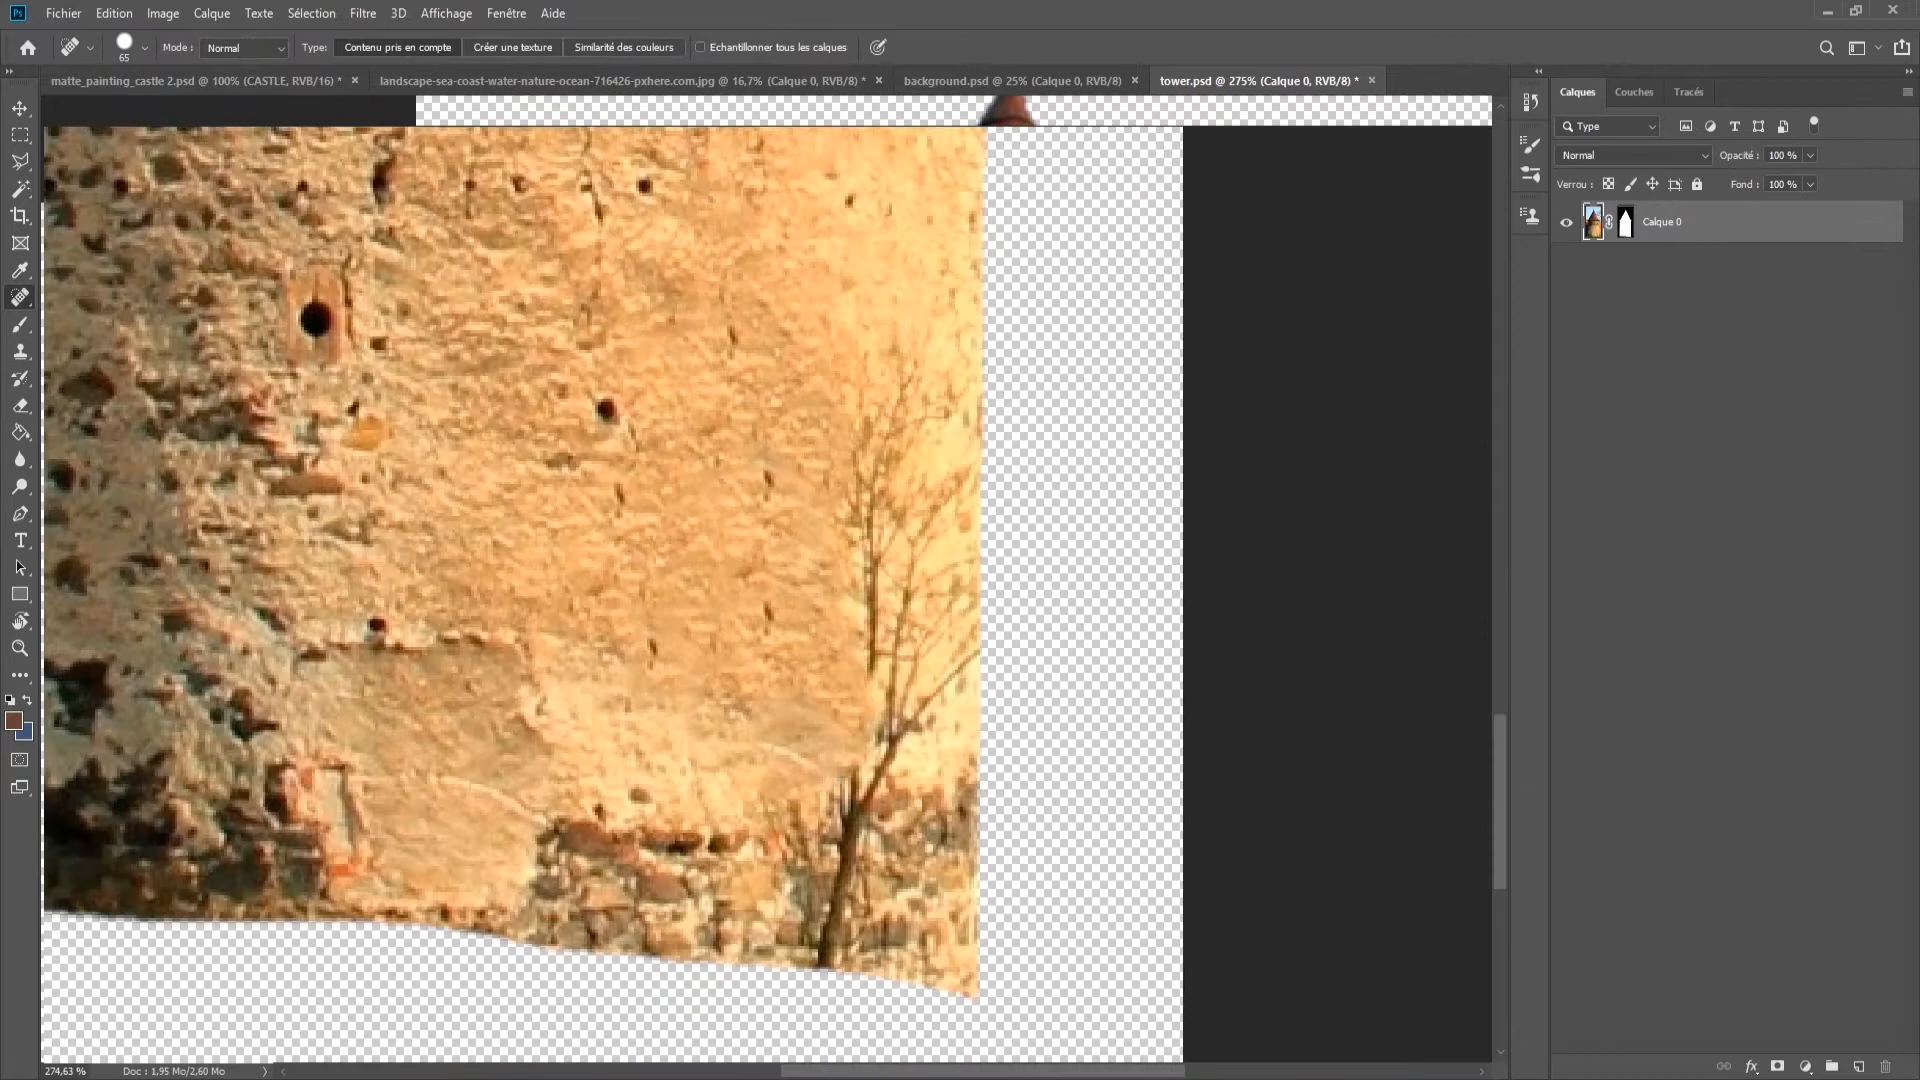 Ps Fichier Edition Image Calque Texte Sélection Filtre 3D Affichage Fenêtre Aide
65 Mode : Normal Type: Contenu pris en compte Créer une texture Similarité des couleurs Echantillonner tous les calques
matte_painting_castle 2.psd @ 100% (CASTLE, RVB/16) * × landscape-sea-coast-water-nature-ocean-716426-pxhere.com.jpg @ 16,7% (Calque 0, RVB/8) * × background.psd @ 25% (Calque 0, RVB/8) × tower.psd @ 275% (Calque 0, RVB/8) * ×
Calques Couches Tracés
Type
Normal Opacité : 100 %
Verrou : Fond : 100 %
Calque 0
274,63 % Doc : 1,95 Mo/2,60 Mo